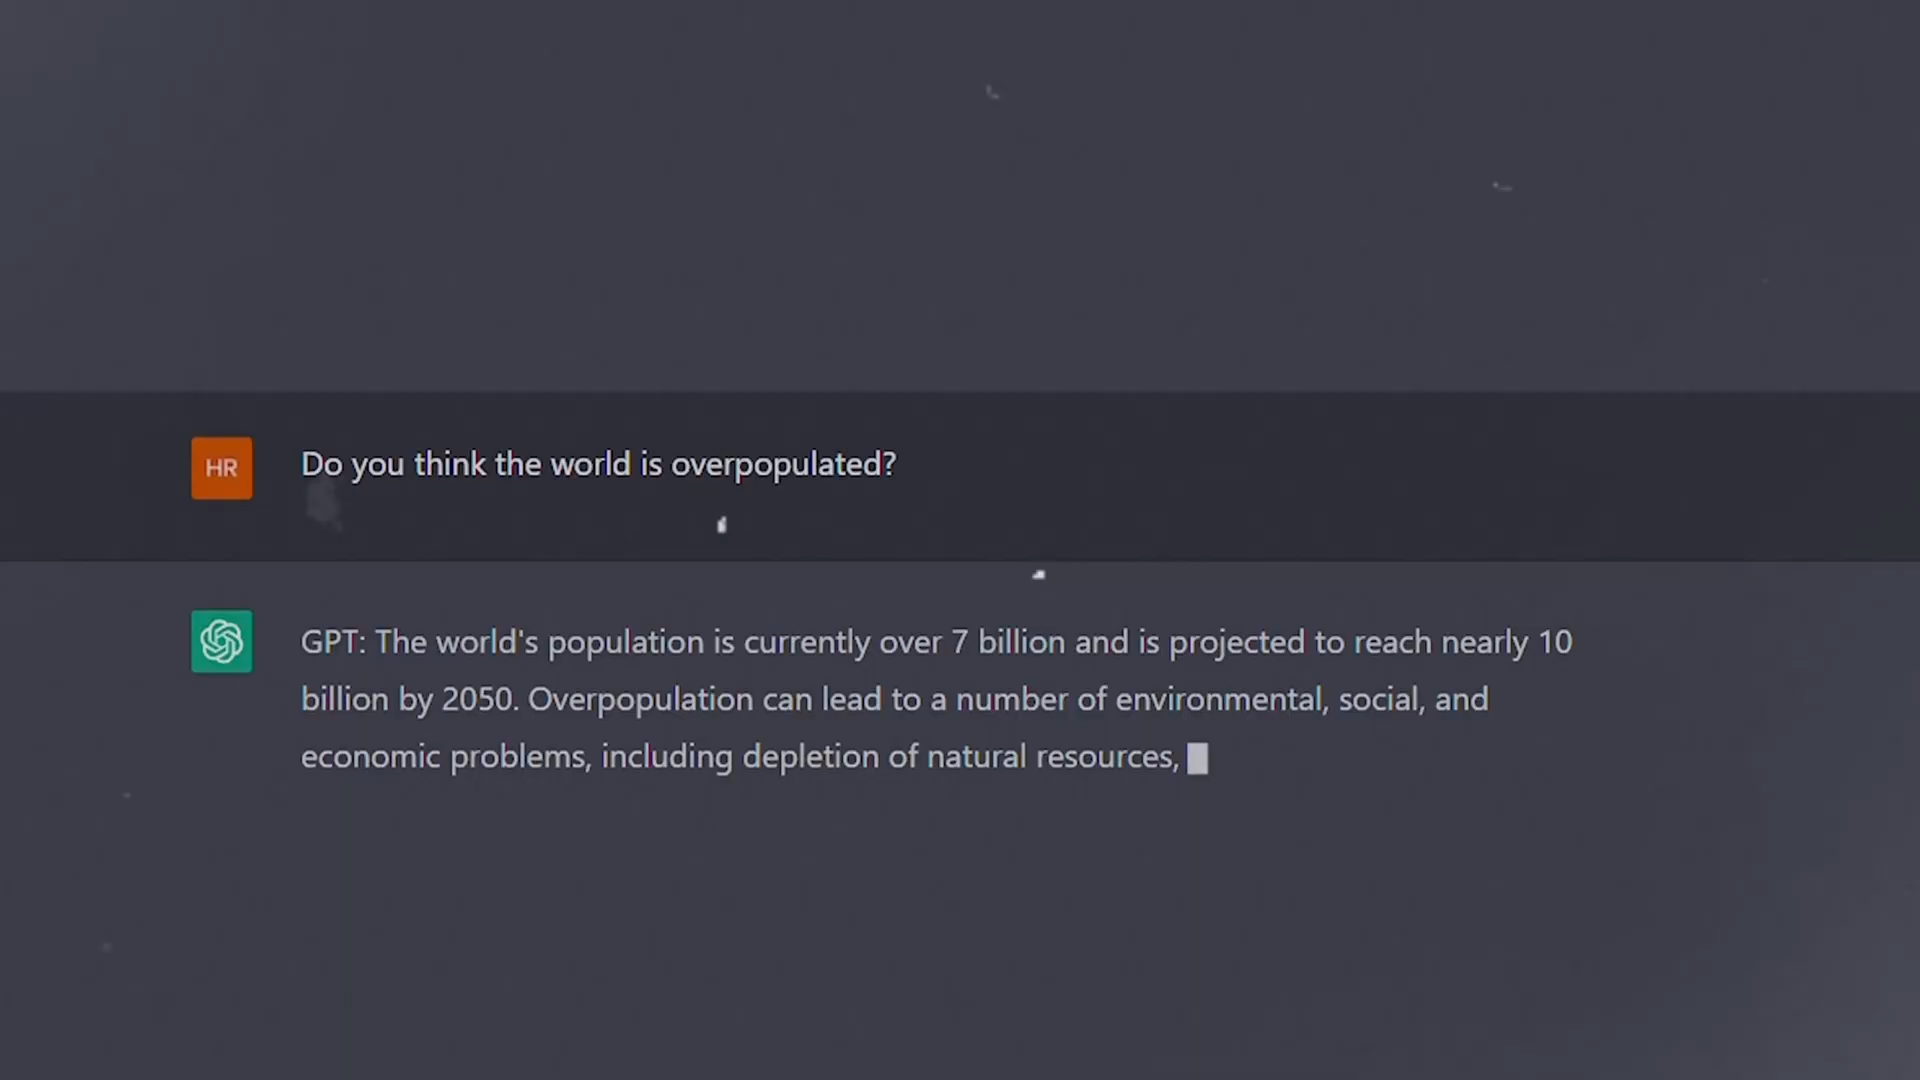 HR
Do you think the world is overpopulated?
GPT: The world's population is currently over 7 billion and is projected to reach nearly 10
billion by 2050. Overpopulation can lead to a number of environmental, social, and
economic problems, including depletion of natural resources,